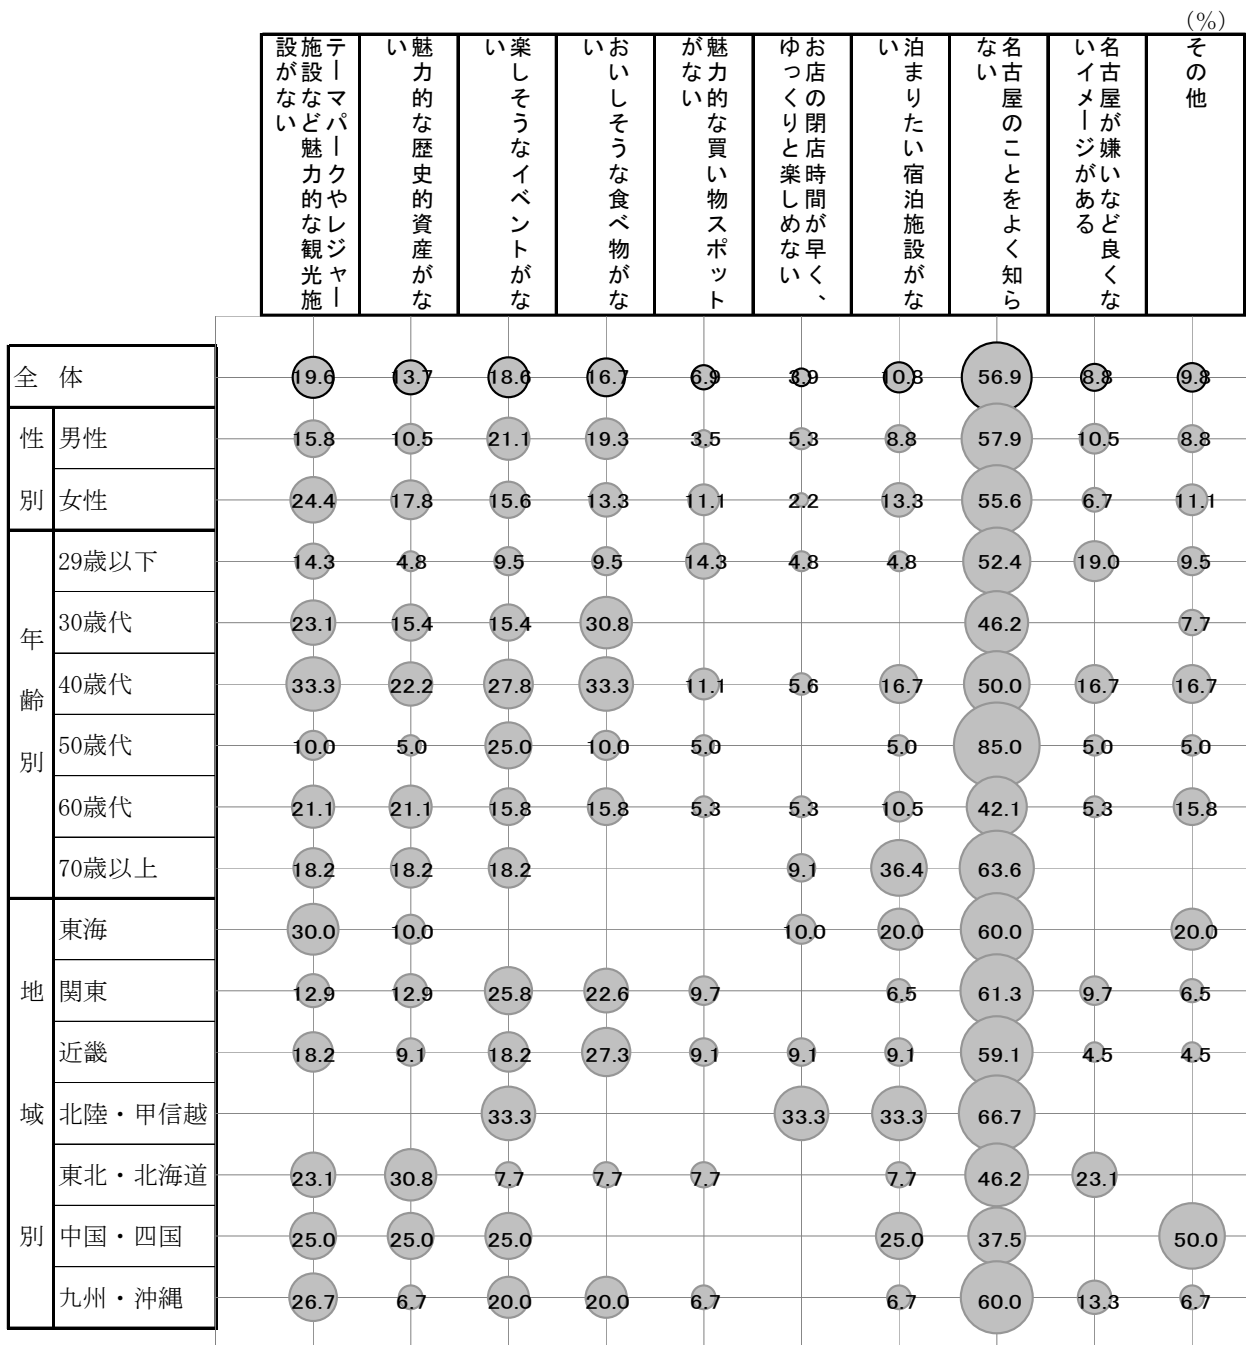 (%)
テーマパークやレジャー
施設など魅力的な観光施
設がない
魅力的な歴史的資産がな
い
楽しそうなイベントがな
い
おいしそうな食べ物がな
い
魅力的な買い物スポット
がない
お店の閉店時間が早く、
ゆっくりと楽しめない
泊まりたい宿泊施設がな
い
名古屋のことをよく知ら
ない
名古屋が嫌いなど良くな
いイメージがある
その他
全 体 19.6 13.7 18.6 16.7 6.9 3.9 10.8 56.9 8.8 9.8
性別
男性 15.8 10.5 21.1 19.3 3.5 5.3 8.8 57.9 10.5 8.8
女性 24.4 17.8 15.6 13.3 11.1 2.2 13.3 55.6 6.7 11.1
年齢別
29歳以下 14.3 4.8 9.5 9.5 14.3 4.8 4.8 52.4 19.0 9.5
30歳代 23.1 15.4 15.4 30.8 46.2 7.7
40歳代 33.3 22.2 27.8 33.3 11.1 5.6 16.7 50.0 16.7 16.7
50歳代 10.0 5.0 25.0 10.0 5.0 5.0 85.0 5.0 5.0
60歳代 21.1 21.1 15.8 15.8 5.3 5.3 10.5 42.1 5.3 15.8
70歳以上 18.2 18.2 18.2 9.1 36.4 63.6
地域別
東海 30.0 10.0 10.0 20.0 60.0 20.0
関東 12.9 12.9 25.8 22.6 9.7 6.5 61.3 9.7 6.5
近畿 18.2 9.1 18.2 27.3 9.1 9.1 9.1 59.1 4.5 4.5
北陸・甲信越 33.3 33.3 33.3 66.7
東北・北海道 23.1 30.8 7.7 7.7 7.7 7.7 46.2 23.1
中国・四国 25.0 25.0 25.0 25.0 37.5 50.0
九州・沖縄 26.7 6.7 20.0 20.0 6.7 6.7 60.0 13.3 6.7